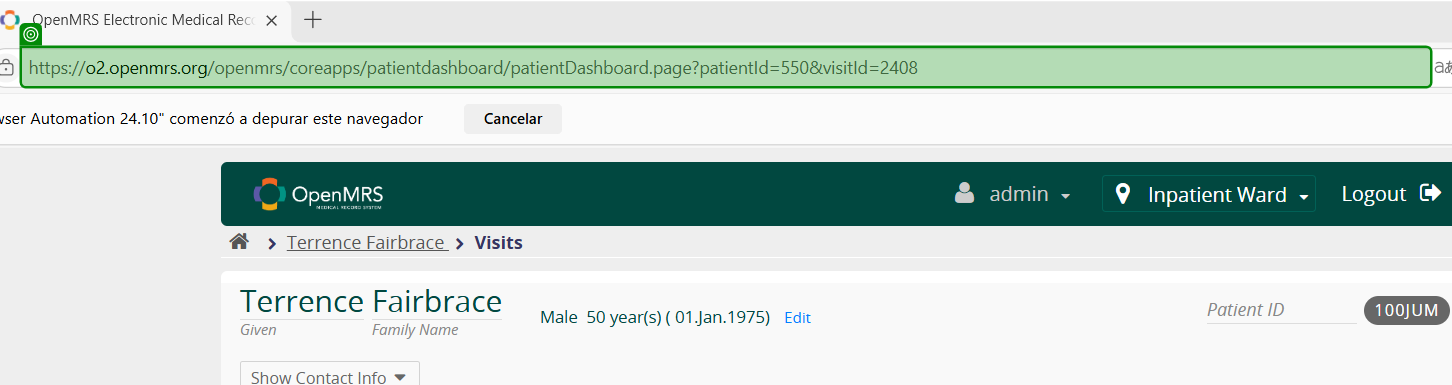 OpenMRS Electronic Medical Reco
https://o2.openmrs.org/openmrs/coreapps/patientdashboard/patientDashboard.page?patientId=550&visitId=2408
wser Automation 24.10" comenzó a depurar este navegador Cancelar
OpenMRS admin Inpatient Ward Logout
MEDICAL RECORD SYSTEM
Terrence Fairbrace Visits
Terrence Fairbrace Male 50 year(s) ( 01.Jan.1975) Edit Patient ID 100JUM
Given Family Name
Show Contact Info